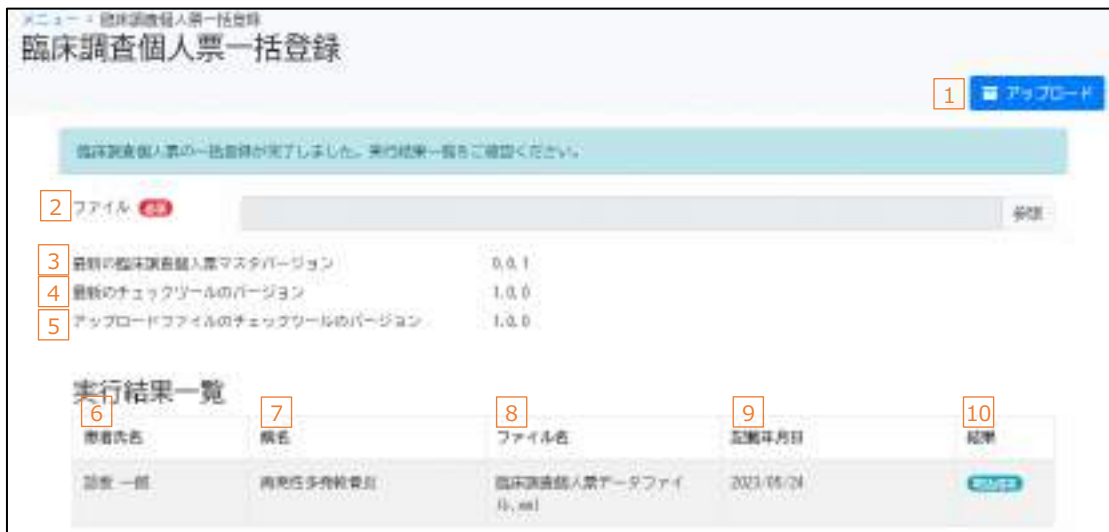 メニュー > 臨床調査個人票一括登録
臨床調査個人票一括登録
1 アップロード
臨床調査個人票の一括登録が完了しました。実行結果一覧をご確認ください。
2 ファイル 必須 参照
3 最新の臨床調査個人票マスタバージョン 0.0.1
4 最新のチェックツールのバージョン 1.0.0
5 アップロードファイルのチェックツールのバージョン 1.0.0
実行結果一覧
6 7 8 9 10
患者氏名 病名 ファイル名 記載年月日 結果
一郎 再発性多発軟骨炎 臨床調査個人票データファイ 2023/05/24
ル.xml